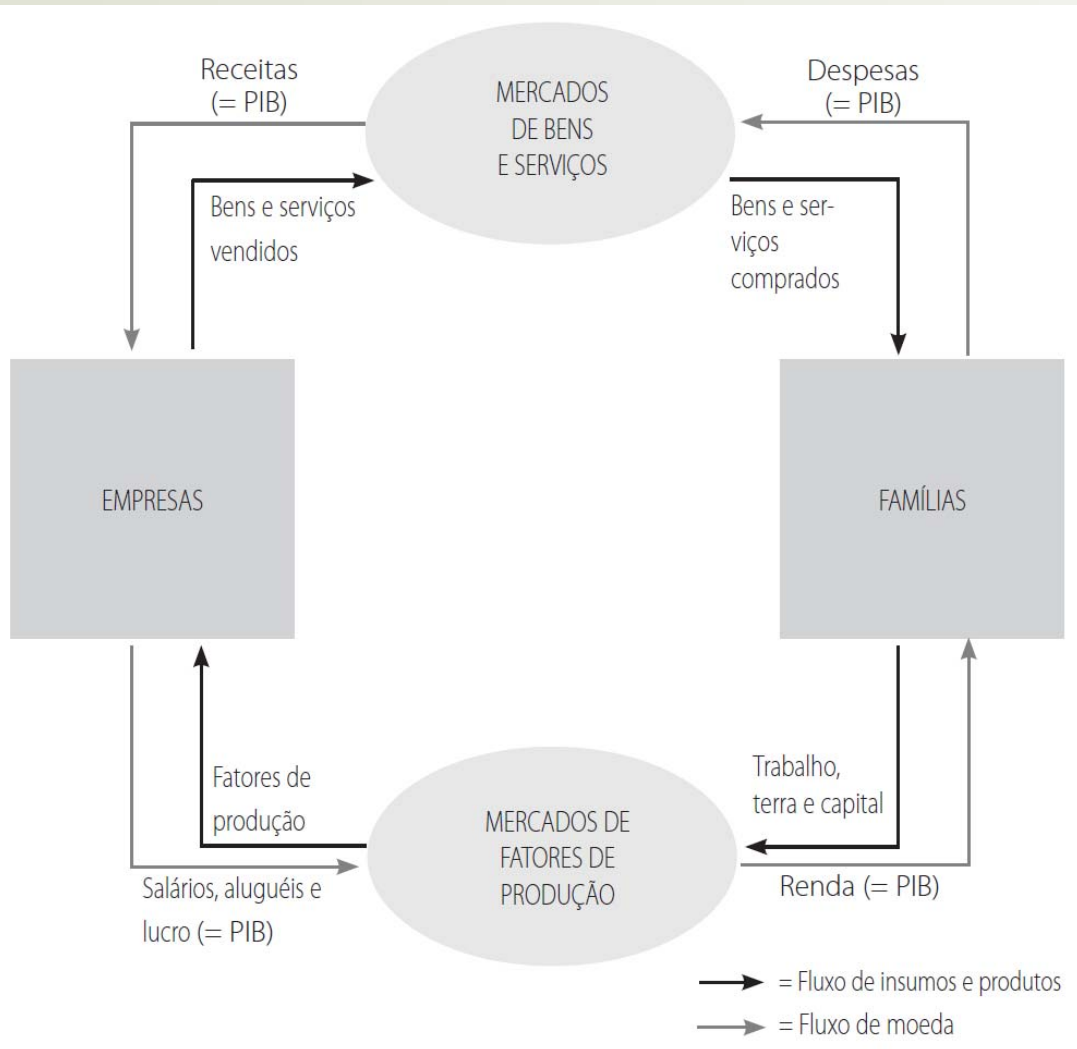 Receitas
(= PIB)
MERCADOS
DE BENS
E SERVIÇOS
Despesas
(= PIB)
Bens e serviços
vendidos
Bens e ser-
viços
comprados
EMPRESAS
FAMÍLIAS
Fatores de
produção
MERCADOS DE
FATORES DE
PRODUÇÃO
Trabalho,
terra e capital
Salários, aluguéis e
lucro (= PIB)
Renda (= PIB)
= Fluxo de insumos e produtos
= Fluxo de moeda